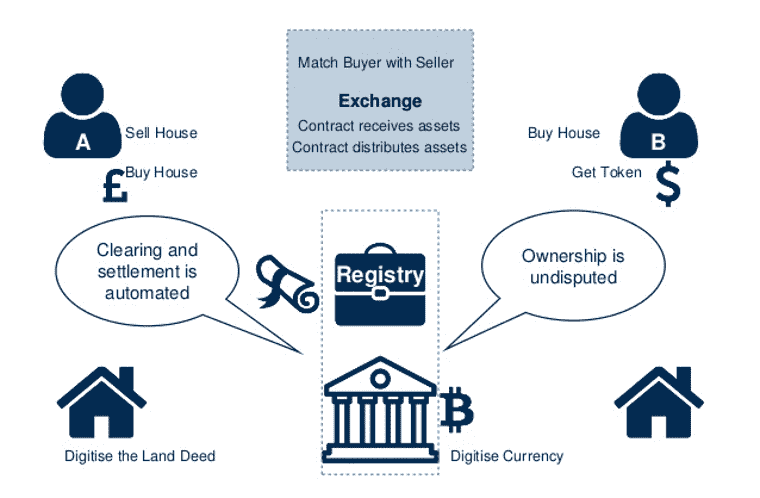 Match Buyer with Seller
Exchange
Contract receives assets
Contract distributes assets
A
Sell House
£
Buy House
Buy House
B
Get Token
$
Clearing and
settlement is
automated
Registry
Ownership is
undisputed
Digitise the Land Deed
₿
Digitise Currency